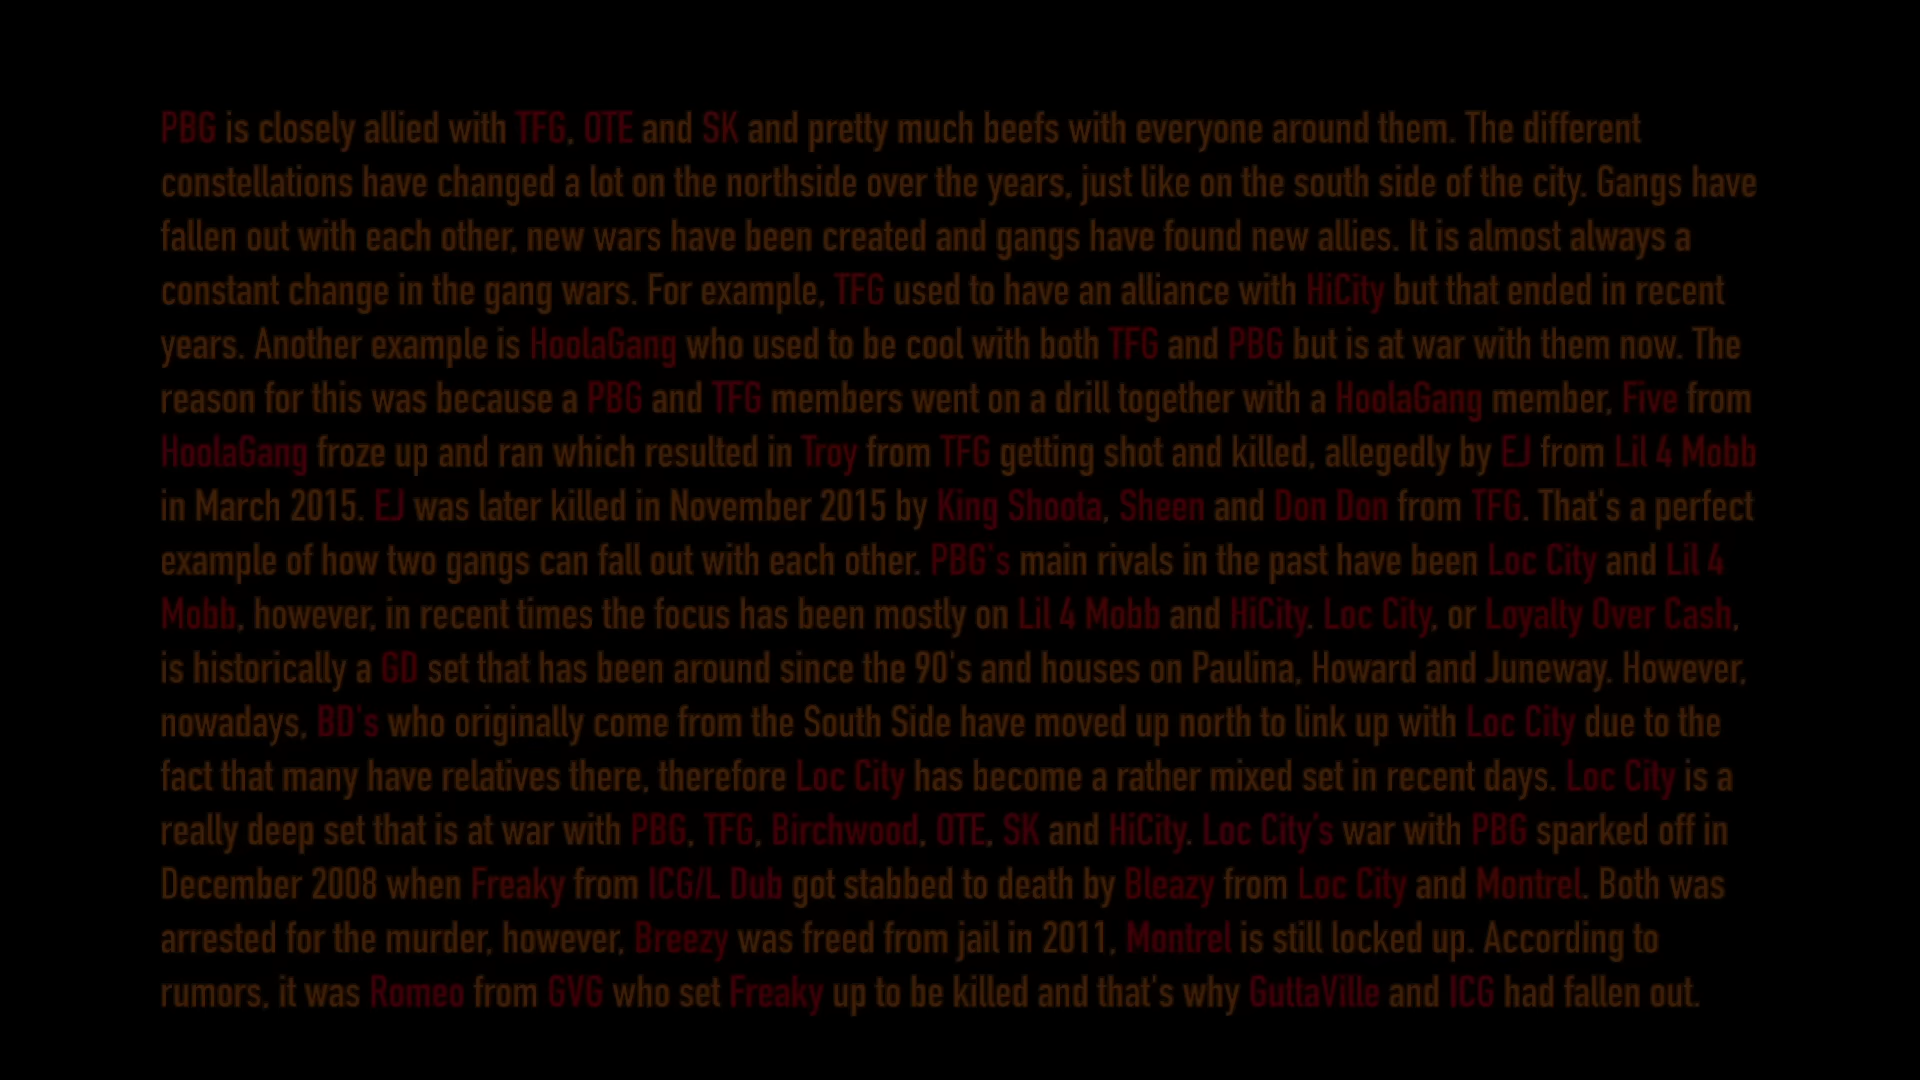 PBG is closely allied with TFG, OTE and SK and pretty much beefs with everyone around them. The different
constellations have changed a lot on the northside over the years, just like on the south side of the city. Gangs have
fallen out with each other, new wars have been created and gangs have found new allies. It is almost always a
constant change in the gang wars. For example, TFG used to have an alliance with HiCity but that ended in recent
years. Another example is HoolaGang who used to be cool with both TFG and PBG but is at war with them now. The
reason for this was because a PBG and TFG members went on a drill together with a HoolaGang member, Five from
HoolaGang froze up and ran which resulted in Troy from TFG getting shot and killed, allegedly by EJ from Lil 4 Mobb
in March 2015. EJ was later killed in November 2015 by King Shoota, Sheen and Don Don from TFG. That's a perfect
example of how two gangs can fall out with each other. PBG's main rivals in the past have been Loc City and Lil 4
Mobb, however, in recent times the focus has been mostly on Lil 4 Mobb and HiCity. Loc City, or Loyalty Over Cash,
is historically a GD set that has been around since the 90's and houses on Paulina, Howard and Juneway. However,
nowadays, BD's who originally come from the South Side have moved up north to link up with Loc City due to the
fact that many have relatives there, therefore Loc City has become a rather mixed set in recent days. Loc City is a
really deep set that is at war with PBG, TFG, Birchwood, OTE, SK and HiCity. Loc City's war with PBG sparked off in
December 2008 when Freaky from ICG/L Dub got stabbed to death by Bleazy from Loc City and Montrel. Both was
arrested for the murder, however, Breezy was freed from jail in 2011, Montrel is still locked up. According to
rumors, it was Romeo from GVG who set Freaky up to be killed and that's why GuttaVille and ICG had fallen out.